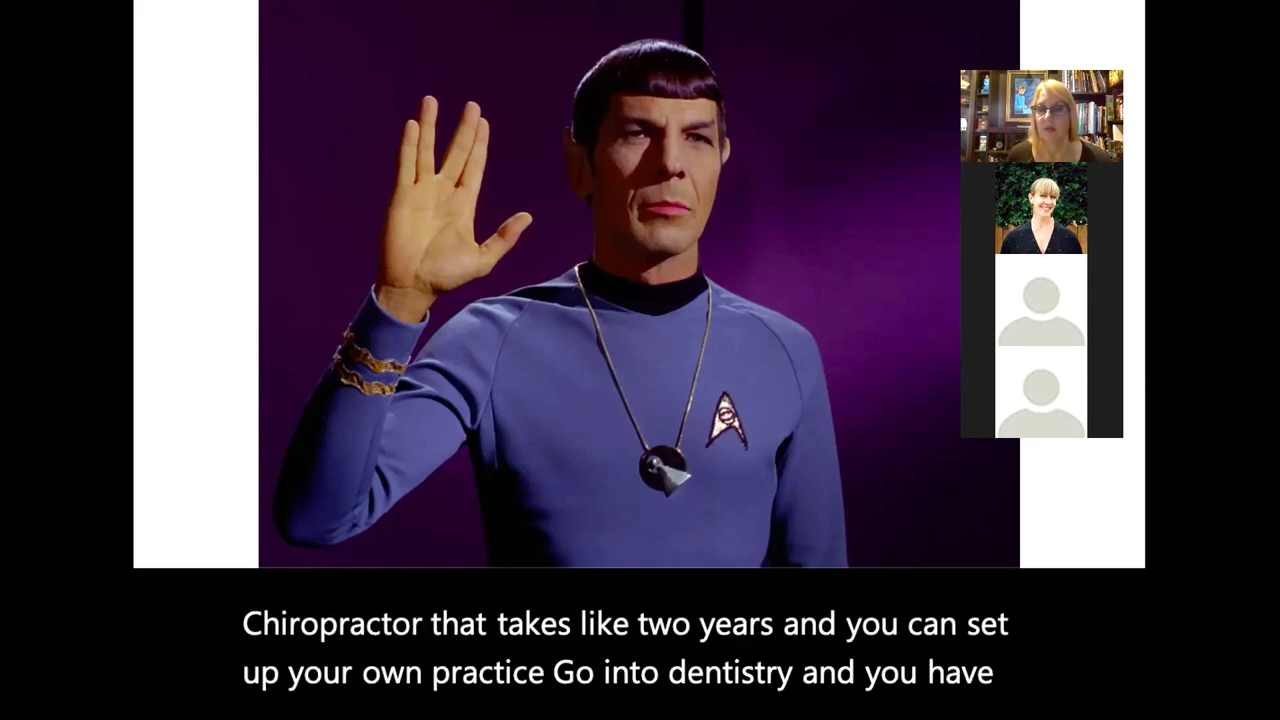 Chiropractor that takes like two years and you can set
up your own practice Go into dentistry and you have